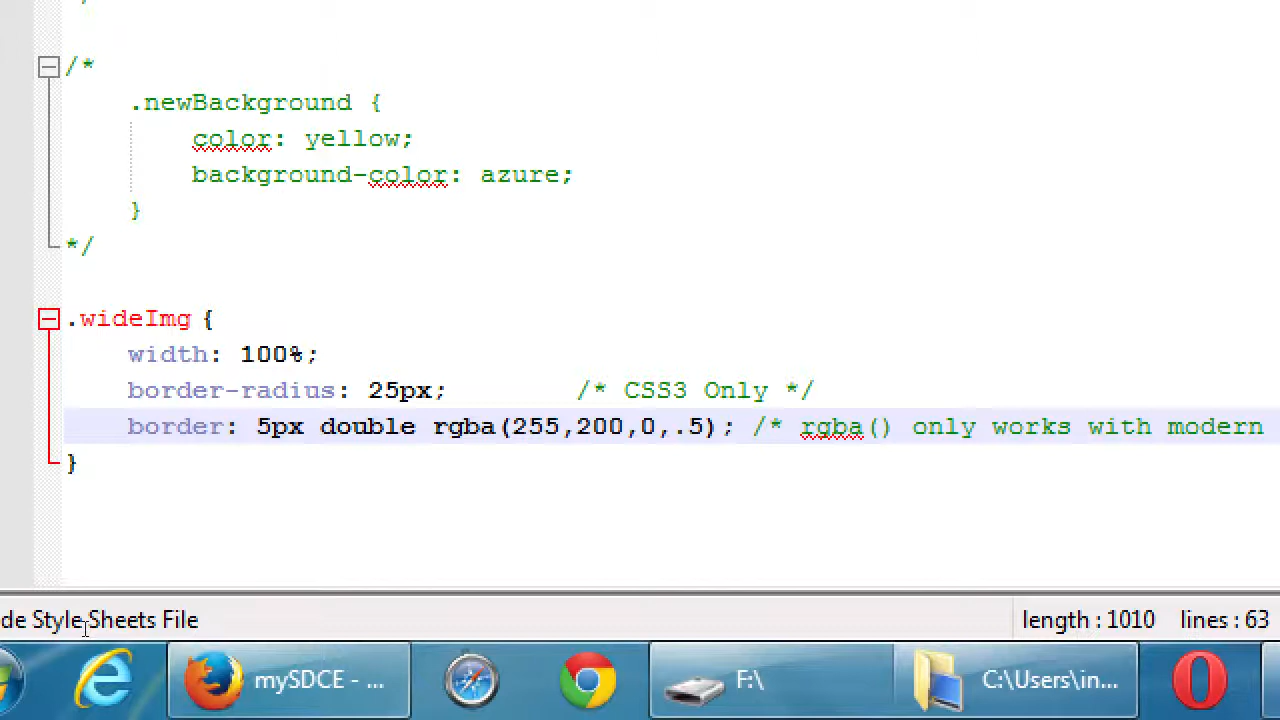 /*
.newBackground {
color: yellow;
background-color: azure;
}
*/
.wideImg {
width: 100%;
border-radius: 25px; /* CSS3 Only */
border: 5px double rgba(255,200,0,.5); /* rgba() only works with modern
}
de Style Sheets File length : 1010 lines : 63
mySDCE - ... F:\ C:\Users\in...